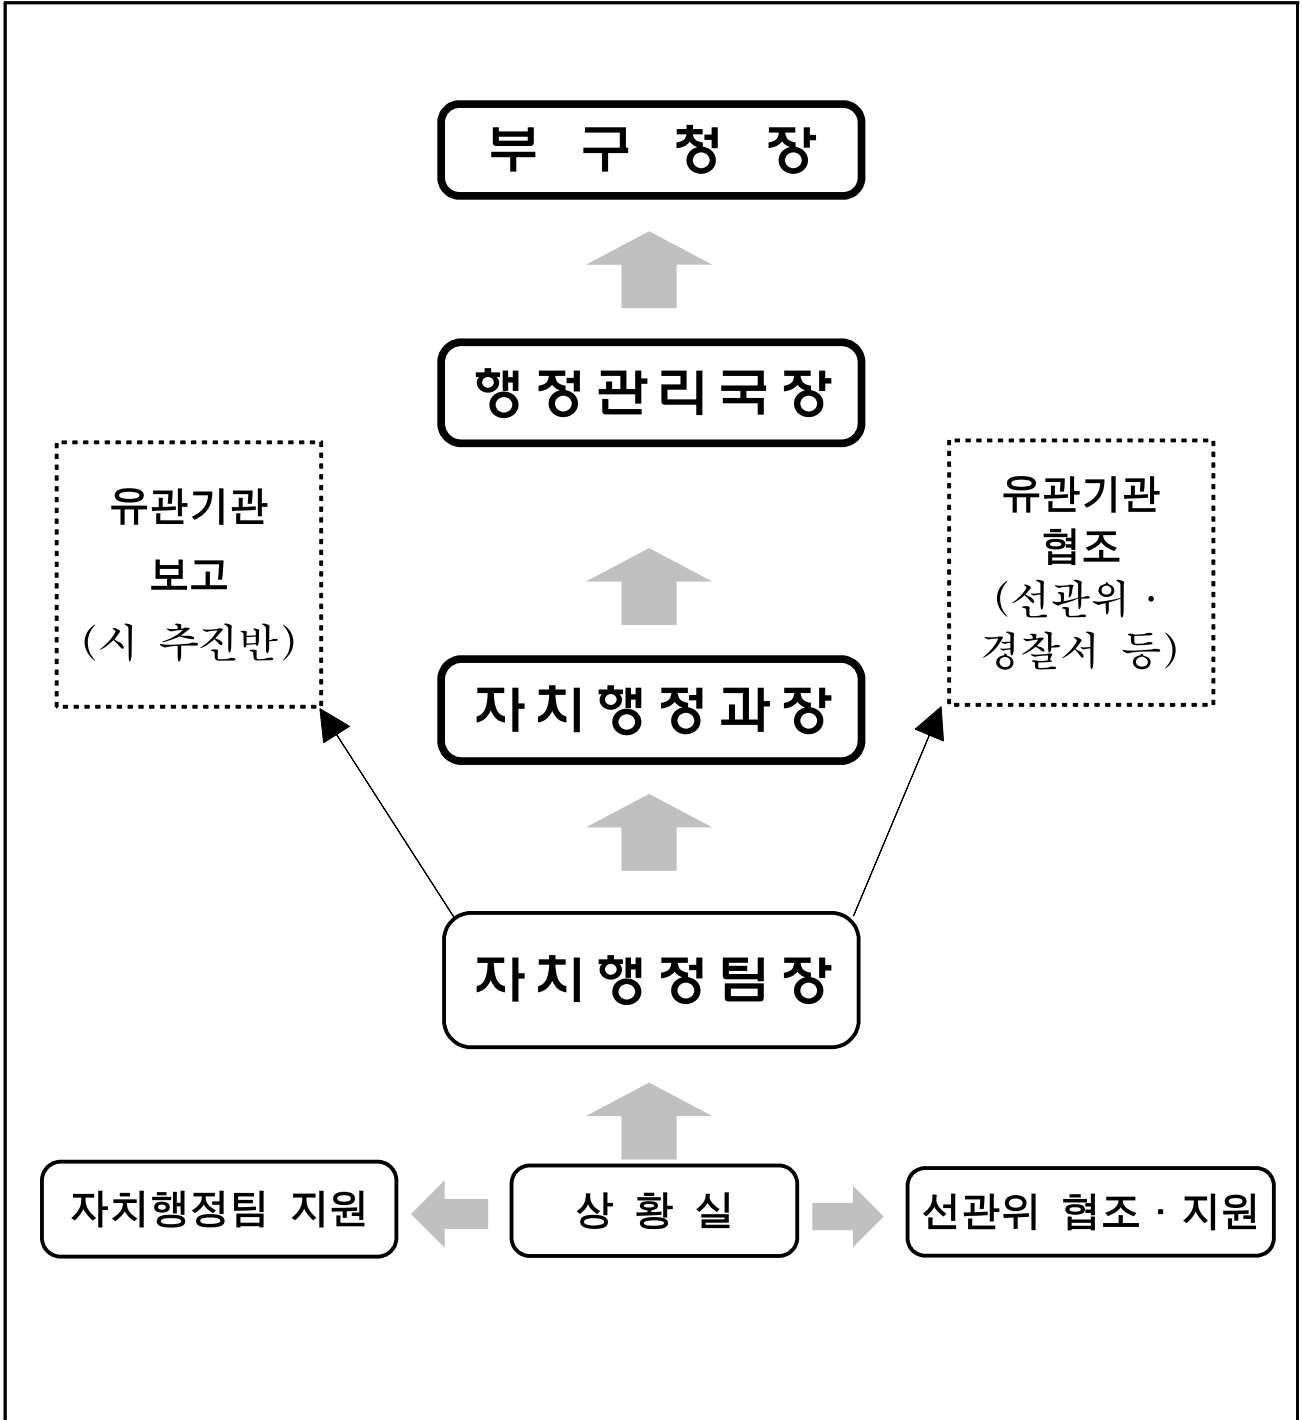 부 구 청 장
행정관리국장
유관기관
보고
(시 추진반)
유관기관
협조
(선관위 ·
경찰서 등)
자치행정과장
자치행정팀장
자치행정팀 지원
상 황 실
선관위 협조 · 지원